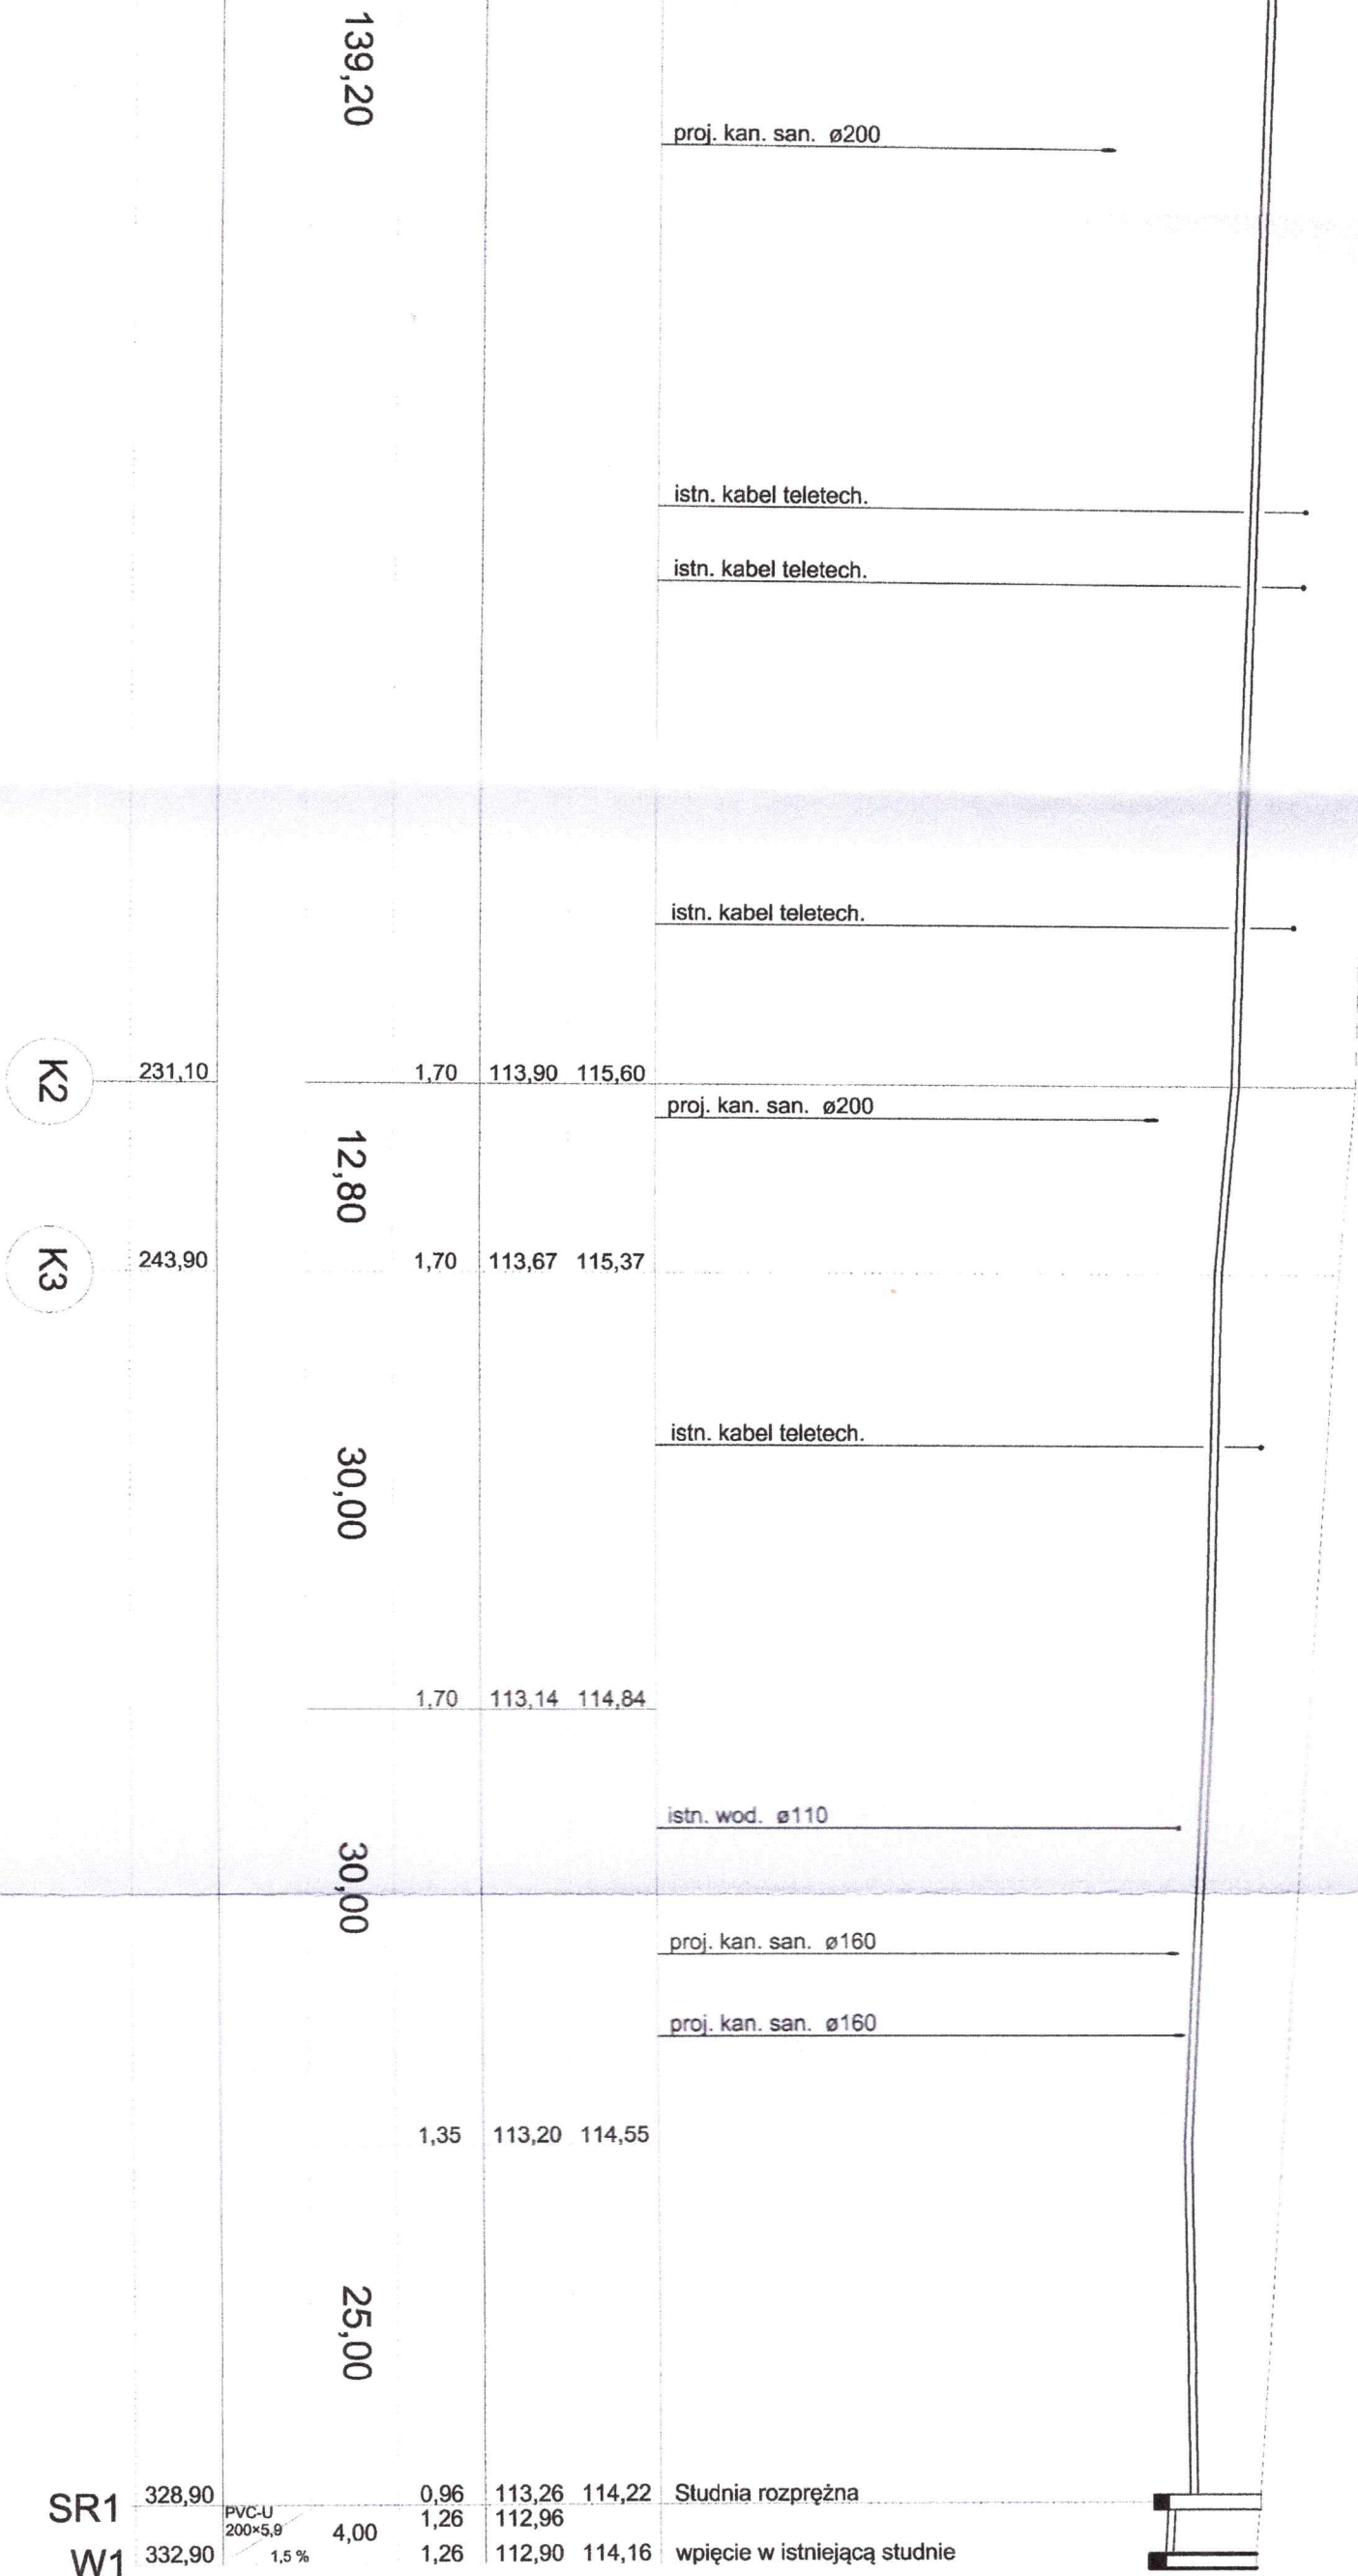 139,20
proj. kan. san. ø200
istn. kabel teletech.
istn. kabel teletech.
istn. kabel teletech.
K2 231,10 1,70 113,90 115,60
proj. kan. san. ø200
12,80
K3 243,90 1,70 113,67 115,37
istn. kabel teletech.
30,00
1,70 113,14 114,84
istn. wod. ø110
30,00
proj. kan. san. ø160
proj. kan. san. ø160
1,35 113,20 114,55
25,00
SR1 328,90 0,96 113,26 114,22 Studnia rozprężna
PVC-U 1,26 112,96
200×5,9 4,00
W1 332,90 1,5 % 1,26 112,90 114,16 wpięcie w istniejącą studnie